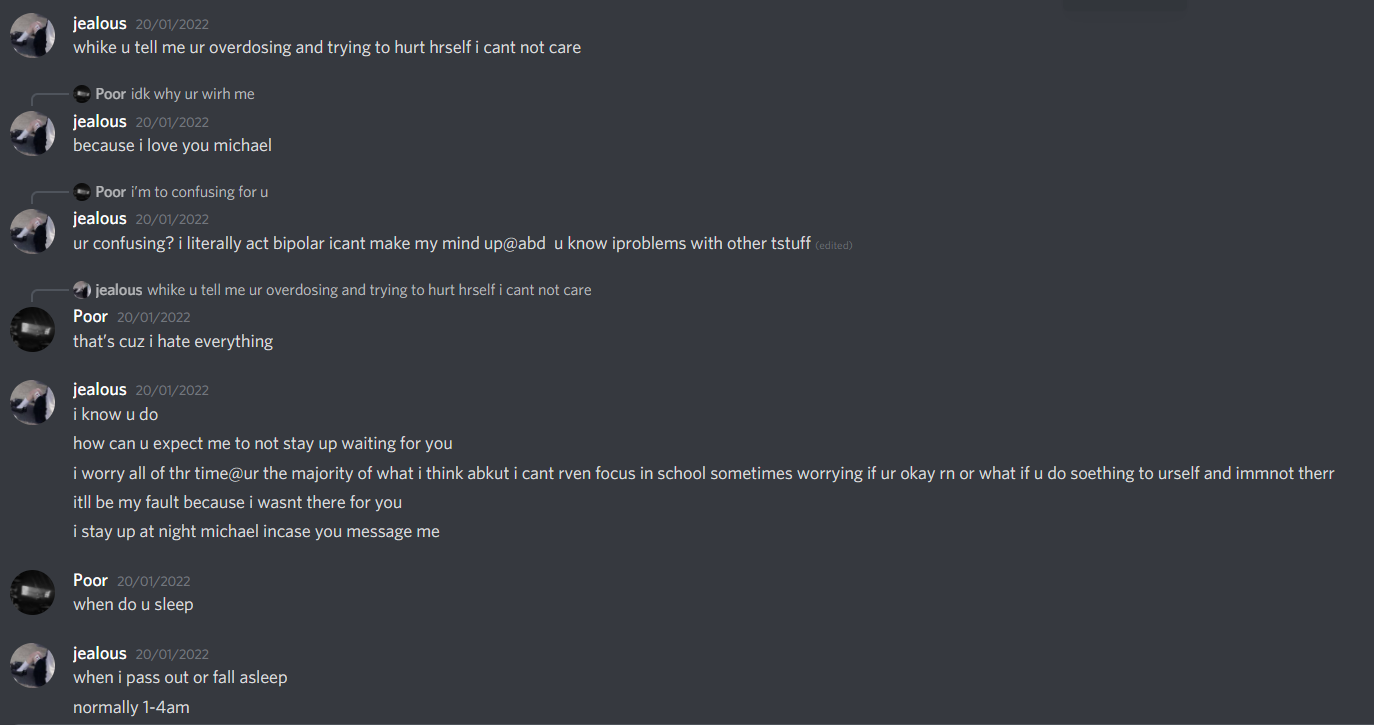 jealous 20/01/2022
whike u tell me ur overdosing and trying to hurt hrself i cant not care
Poor idk why ur wirh me
jealous 20/01/2022
because i love you michael
Poor i'm to confusing for u
jealous 20/01/2022
ur confusing? i literally act bipolar icant make my mind up@abd u know iproblems with other tstuff (edited)
jealous whike u tell me ur overdosing and trying to hurt hrself i cant not care
Poor 20/01/2022
that's cuz i hate everything
jealous 20/01/2022
i know u do
how can u expect me to not stay up waiting for you
i worry all of thr time@ur the majority of what i think abkut i cant rven focus in school sometimes worrying if ur okay rn or what if u do soething to urself and immnot therr
itll be my fault because i wasnt there for you
i stay up at night michael incase you message me
Poor 20/01/2022
when do u sleep
jealous 20/01/2022
when i pass out or fall asleep
normally 1-4am